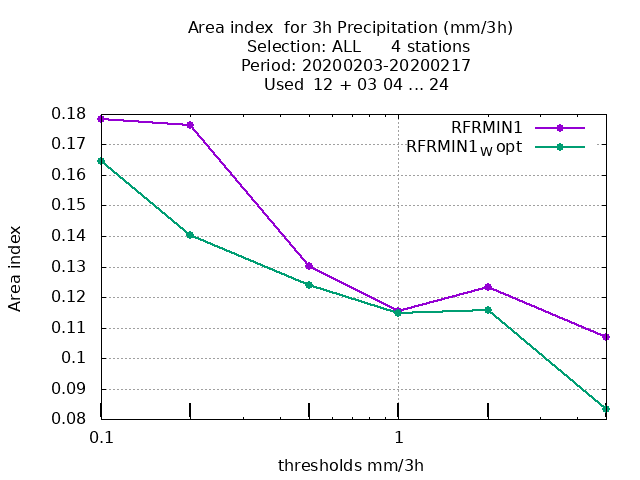 Area index  for 3h Precipitation (mm/3h)
Selection: ALL      4 stations
Period: 20200203-20200217
Used  12 + 03 04 ... 24
RFRMIN1
RFRMIN1W opt
0.18
0.17
0.16
0.15
0.14
0.13
0.12
0.11
0.1
0.09
0.08
Area index
0.1 1
thresholds mm/3h